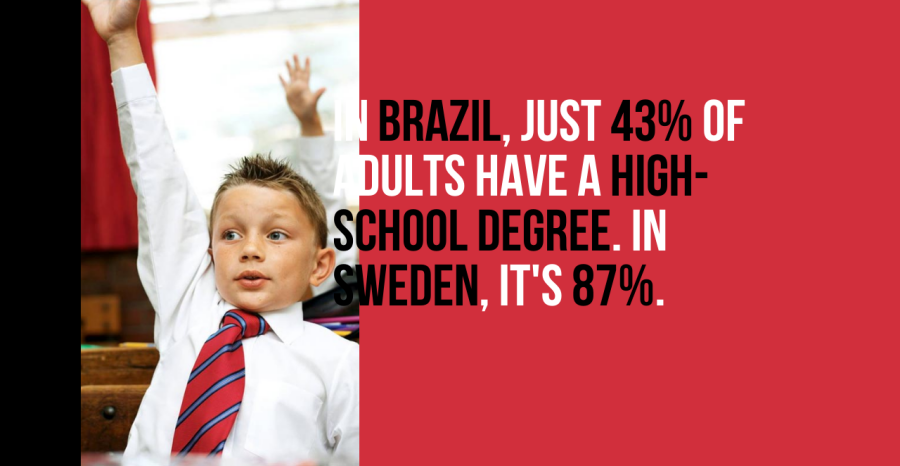 IN BRAZIL, JUST 43% OF
ADULTS HAVE A HIGH-
SCHOOL DEGREE. IN
SWEDEN, IT'S 87%.